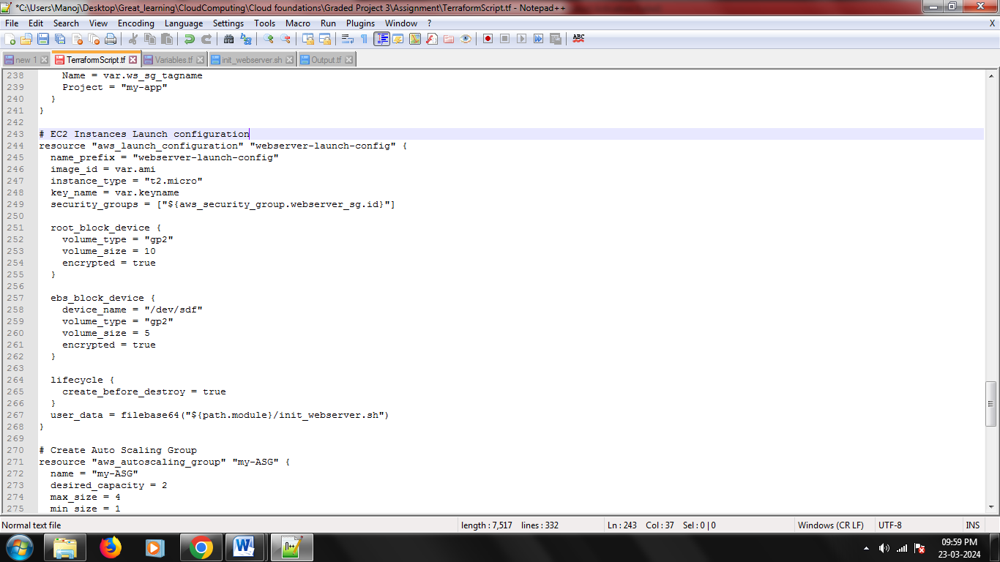 *C:\Users\Manoj\Desktop\Great_learning\CloudComputing\Cloud foundations\Graded Project 3\Assignment\TerraformScript.tf - Notepad++
File Edit Search View Encoding Language Settings Tools Macro Run Plugins Window ? X
ABC
new 1 TerraformScript.tf Variables.tf init_webserver.sh Output.tf
238 Name = var.ws_sg_tagname
239 Project = "my-app"
240 }
241 }
242
243 # EC2 Instances Launch configuration
244 resource "aws_launch_configuration" "webserver-launch-config" {
245 name_prefix = "webserver-launch-config"
246 image_id = var.ami
247 instance_type = "t2.micro"
248 key_name = var.keyname
249 security_groups = ["${aws_security_group.webserver_sg.id}"]
250
251 root_block_device {
252 volume_type = "gp2"
253 volume_size = 10
254 encrypted = true
255 }
256
257 ebs_block_device {
258 device_name = "/dev/sdf"
259 volume_type = "gp2"
260 volume_size = 5
261 encrypted = true
262 }
263
264 lifecycle {
265 create_before_destroy = true
266 }
267 user_data = filebase64("${path.module}/init_webserver.sh")
268 }
269
270 # Create Auto Scaling Group
271 resource "aws_autoscaling_group" "my-ASG" {
272 name = "my-ASG"
273 desired_capacity = 2
274 max_size = 4
275 min_size = 1
Normal text file length : 7,517 lines : 332 Ln : 243 Col : 37 Sel : 0 | 0 Windows (CR LF) UTF-8 INS
09:59 PM
23-03-2024